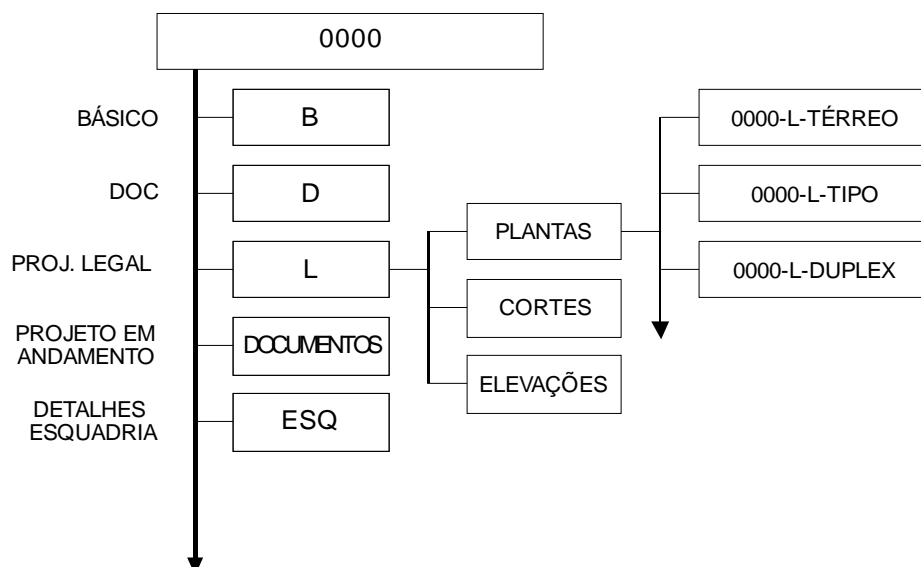 0000
BÁSICO
B
DOC
D
PROJ. LEGAL
L
PROJETO EM
ANDAMENTO
DOCUMENTOS
DETALHES
ESQUADRIA
ESQ
PLANTAS
CORTES
ELEVAÇÕES
0000-L-TÉRREO
0000-L-TIPO
0000-L-DUPLEX